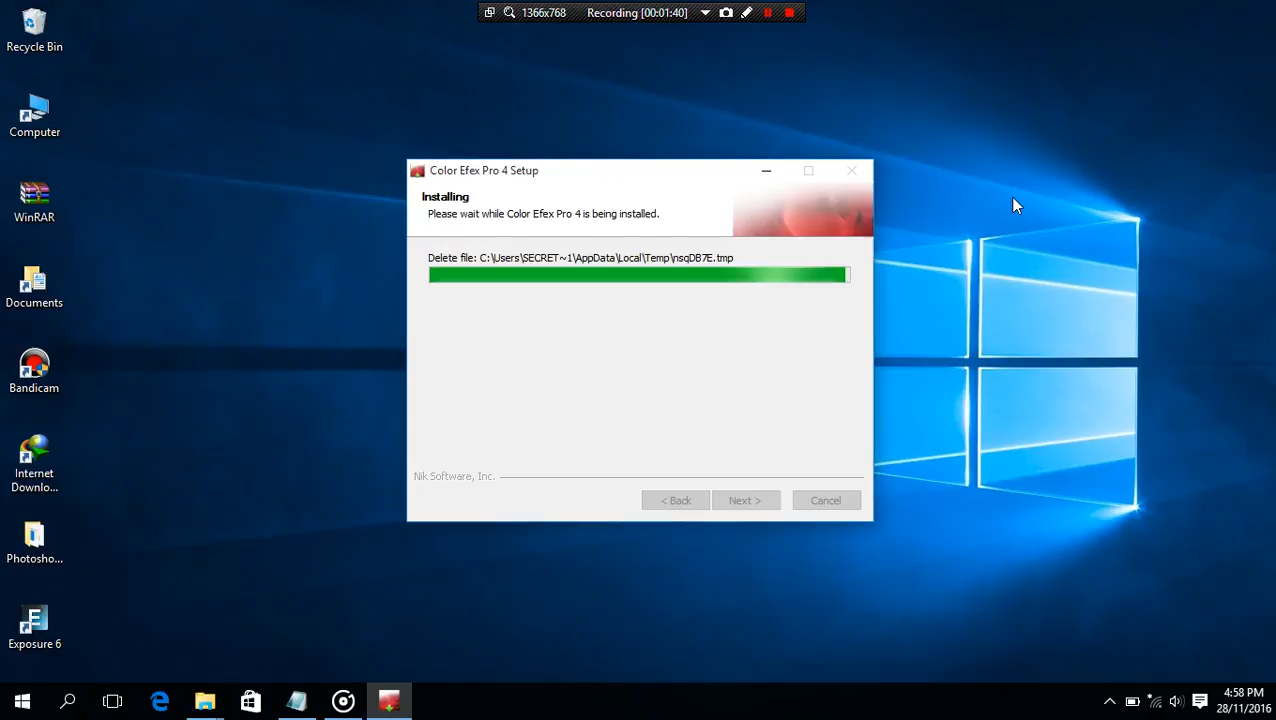 1366x768
Recording [00:01:40]
Recycle Bin
Computer
WinRAR
Documents
Bandicam
Internet
Downlo...
Photosho...
Exposure 6
Color Efex Pro 4 Setup
Installing
Please wait while Color Efex Pro 4 is being installed.
Delete file: C:\Users\SECRET~1\AppData\Local\Temp\nsqDB7E.tmp
Nik Software, Inc.
< Back
Next >
Cancel
4:58 PM
28/11/2016